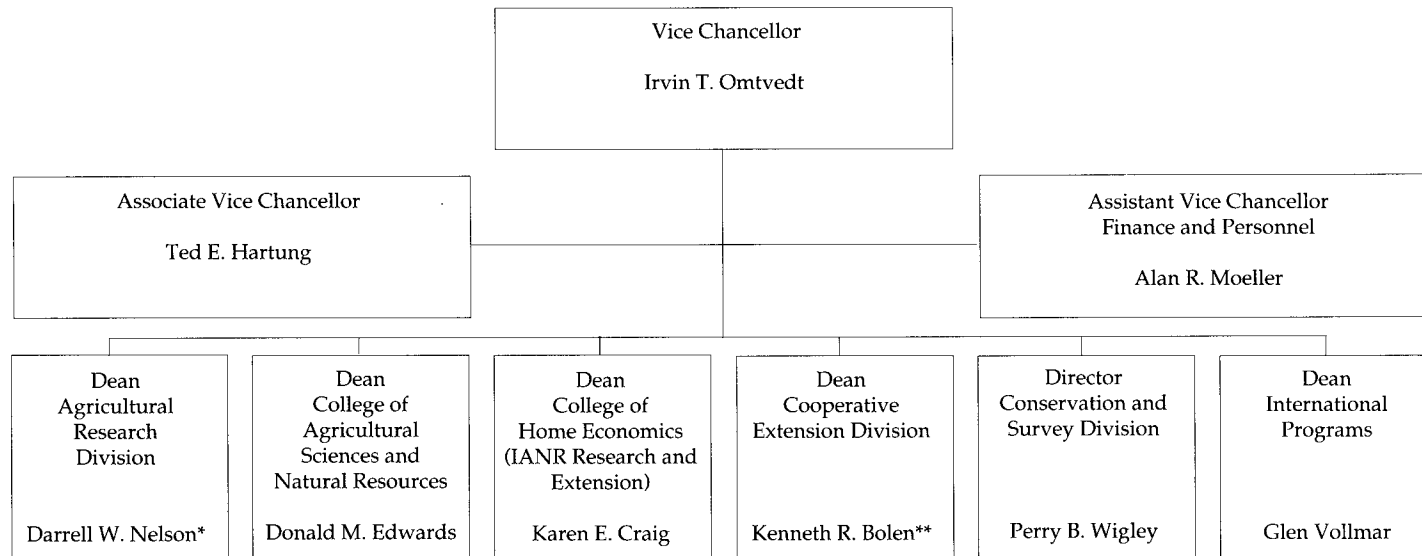 Vice Chancellor
Irvin T. Omtvedt
Associate Vice Chancellor
Ted E. Hartung
Assistant Vice Chancellor
Finance and Personnel
Alan R. Moeller
Dean
Agricultural
Research
Division
Darrell W. Nelson*
Dean
College of
Agricultural
Sciences and
Natural Resources
Donald M. Edwards
Dean
College of
Home Economics
(IANR Research and
Extension)
Karen E. Craig
Dean
Cooperative
Extension Division
Kenneth R. Bolen**
Director
Conservation and
Survey Division
Perry B. Wigley
Dean
International
Programs
Glen Vollmar